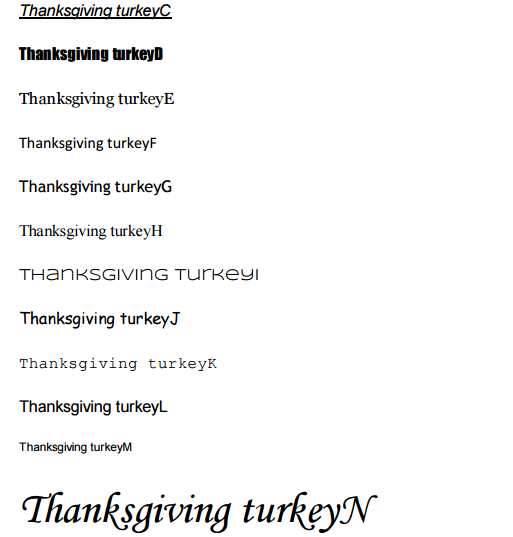 Thanksgiving turkeyC
Thanksgiving turkeyD
Thanksgiving turkeyE
Thanksgiving turkeyF
Thanksgiving turkeyG
Thanksgiving turkeyH
Thanksgiving turkeyI
Thanksgiving turkeyJ
Thanksgiving turkeyK
Thanksgiving turkeyL
Thanksgiving turkeyM
Thanksgiving turkeyN